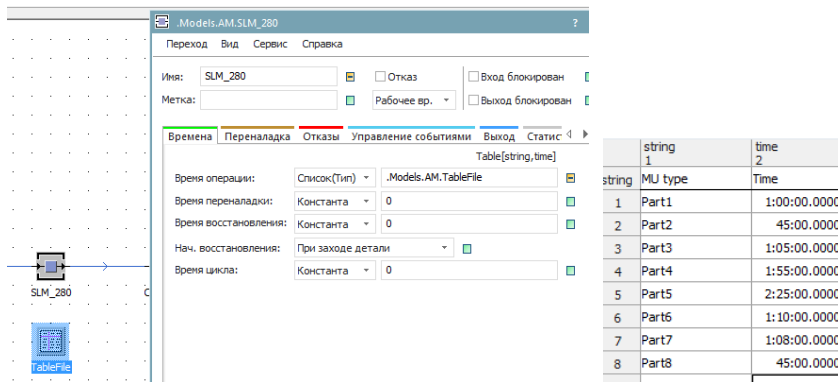 .Models.AM.SLM_280 ?
Переход Вид Сервис Справка
Имя: SLM_280 Отказ Вход блокирован
Метка: Рабочее вр. Выход блокирован
Времена Переналадка Отказы Управление событиями Выход Статист
Table[string,time]
Время операции: Список(Тип) .Models.AM.TableFile
Время переналадки: Константа 0
Время восстановления: Константа 0
Нач. восстановления: При заходе детали
Время цикла: Константа 0
SLM_280
TableFile
string time
1 2
string MU type Time
1 Part1 1:00:00.0000
2 Part2 45:00.0000
3 Part3 1:05:00.0000
4 Part4 1:55:00.0000
5 Part5 2:25:00.0000
6 Part6 1:10:00.0000
7 Part7 1:08:00.0000
8 Part8 45:00.0000